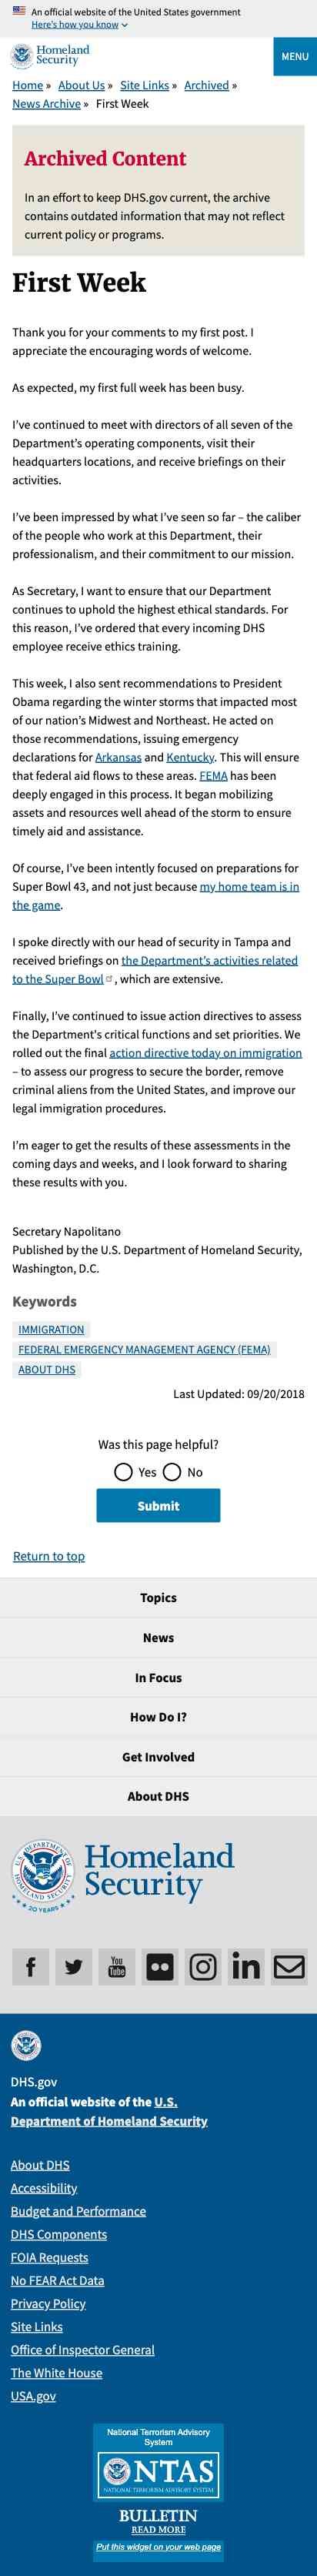 An official website of the United States government
Here's how you know
Homeland
Security
MENU
Home » About Us » Site Links » Archived »
News Archive » First Week
Archived Content
In an effort to keep DHS.gov current, the archive
contains outdated information that may not reflect
current policy or programs.
First Week
Thank you for your comments to my first post. I
appreciate the encouraging words of welcome.
As expected, my first full week has been busy.
I've continued to meet with directors of all seven of the
Department's operating components, visit their
headquarters locations, and receive briefings on their
activities.
I've been impressed by what I've seen so far – the caliber
of the people who work at this Department, their
professionalism, and their commitment to our mission.
As Secretary, I want to ensure that our Department
continues to uphold the highest ethical standards. For
this reason, I've ordered that every incoming DHS
employee receive ethics training.
This week, I also sent recommendations to President
Obama regarding the winter storms that impacted most
of our nation's Midwest and Northeast. He acted on
those recommendations, issuing emergency
declarations for Arkansas and Kentucky. This will ensure
that federal aid flows to these areas. FEMA has been
deeply engaged in this process. It began mobilizing
assets and resources well ahead of the storm to ensure
timely aid and assistance.
Of course, I've been intently focused on preparations for
Super Bowl 43, and not just because my home team is in
the game.
I spoke directly with our head of security in Tampa and
received briefings on the Department's activities related
to the Super Bowl , which are extensive.
Finally, I've continued to issue action directives to assess
the Department's critical functions and set priorities. We
rolled out the final action directive today on immigration
– to assess our progress to secure the border, remove
criminal aliens from the United States, and improve our
legal immigration procedures.
I'm eager to get the results of these assessments in the
coming days and weeks, and I look forward to sharing
these results with you.
Secretary Napolitano
Published by the U.S. Department of Homeland Security,
Washington, D.C.
Keywords
IMMIGRATION
FEDERAL EMERGENCY MANAGEMENT AGENCY (FEMA)
ABOUT DHS
Last Updated: 09/20/2018
Was this page helpful?
Yes No
Submit
Return to top
Topics
News
In Focus
How Do I?
Get Involved
About DHS
U.S. DEPARTMENT OF
HOMELAND SECURITY
20 YEARS
Homeland
Security
You
Tube
DHS.gov
An official website of the U.S.
Department of Homeland Security
About DHS
Accessibility
Budget and Performance
DHS Components
FOIA Requests
No FEAR Act Data
Privacy Policy
Site Links
Office of Inspector General
The White House
USA.gov
National Terrorism Advisory
System
NTAS
NATIONAL TERRORISM ADVISORY SYSTEM
BULLETIN
READ MORE
Put this widget on your web page